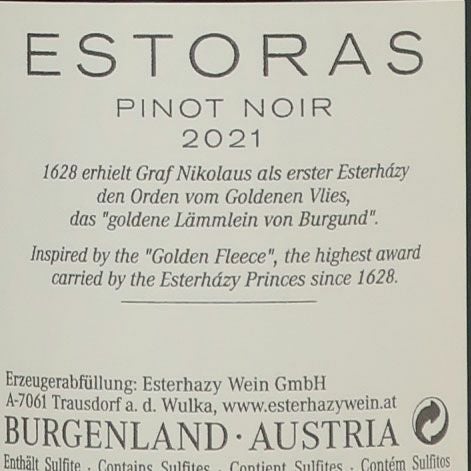 ESTORAS
PINOT NOIR
2021
1628 erhielt Graf Nikolaus als erster Esterházy
den Orden vom Goldenen Vlies,
das "goldene Lämmlein von Burgund".
Inspired by the "Golden Fleece", the highest award
carried by the Esterházy Princes since 1628.
Erzeugerabfüllung: Esterhazy Wein GmbH
A-7061 Trausdorf a. d. Wulka, www.esterhazywein.at
BURGENLAND · AUSTRIA
Enthält Sulfite · Contains Sulfites · Contient Sulfites · Contém Sulfitos